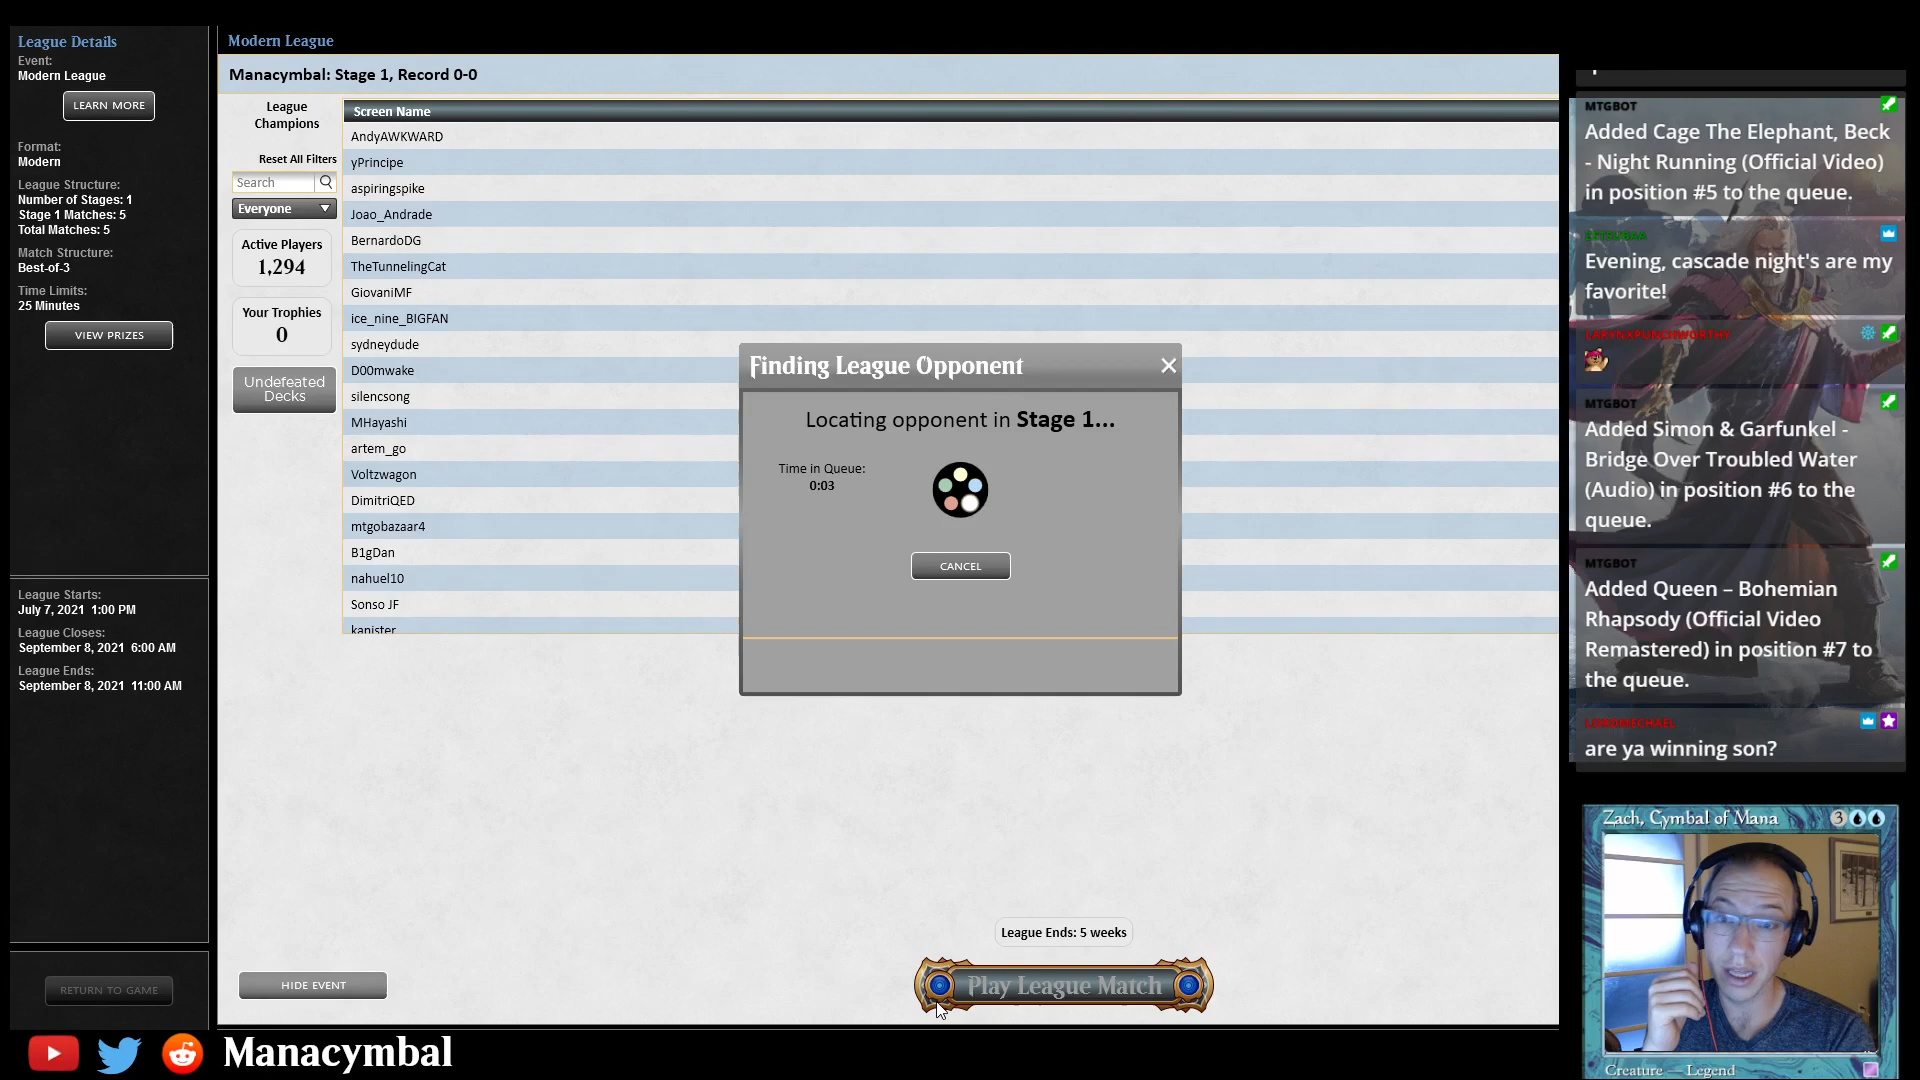 League Details
Event:
Modern League
LEARN MORE
Format:
Modern
League Structure:
Number of Stages: 1
Stage 1 Matches: 5
Total Matches: 5
Match Structure:
Best-of-3
Time Limits:
25 Minutes
VIEW PRIZES
League Starts:
July 7, 2021 1:00 PM
League Closes:
September 8, 2021 6:00 AM
League Ends:
September 8, 2021 11:00 AM
RETURN TO GAME
Modern League
Manacymbal: Stage 1, Record 0-0
League
Champions
Reset All Filters
Search
Everyone
Active Players
1,294
Your Trophies
0
Undefeated
Decks
Screen Name
AndyAWKWARD
yPrincipe
aspiringspike
Joao_Andrade
BernardoDG
TheTunnelingCat
GiovaniMF
ice_nine_BIGFAN
sydneydude
D00mwake
silencsong
MHayashi
artem_go
Voltzwagon
DimitriQED
mtgobazaar4
B1gDan
nahuel10
Sonso JF
kanister
Finding League Opponent
Locating opponent in Stage 1...
Time in Queue:
0:03
CANCEL
League Ends: 5 weeks
HIDE EVENT
Play League Match
MTGBOT
Added Cage The Elephant, Beck
- Night Running (Official Video)
in position #5 to the queue.
Evening, cascade night's are my
favorite!
LARYNXPUNCHWORTHY
MTGBOT
Added Simon & Garfunkel -
Bridge Over Troubled Water
(Audio) in position #6 to the
queue.
MTGBOT
Added Queen – Bohemian
Rhapsody (Official Video
Remastered) in position #7 to
the queue.
LORDMECHAEL
are ya winning son?
Zach, Cymbal of Mana 3
Creature — Legend
Manacymbal